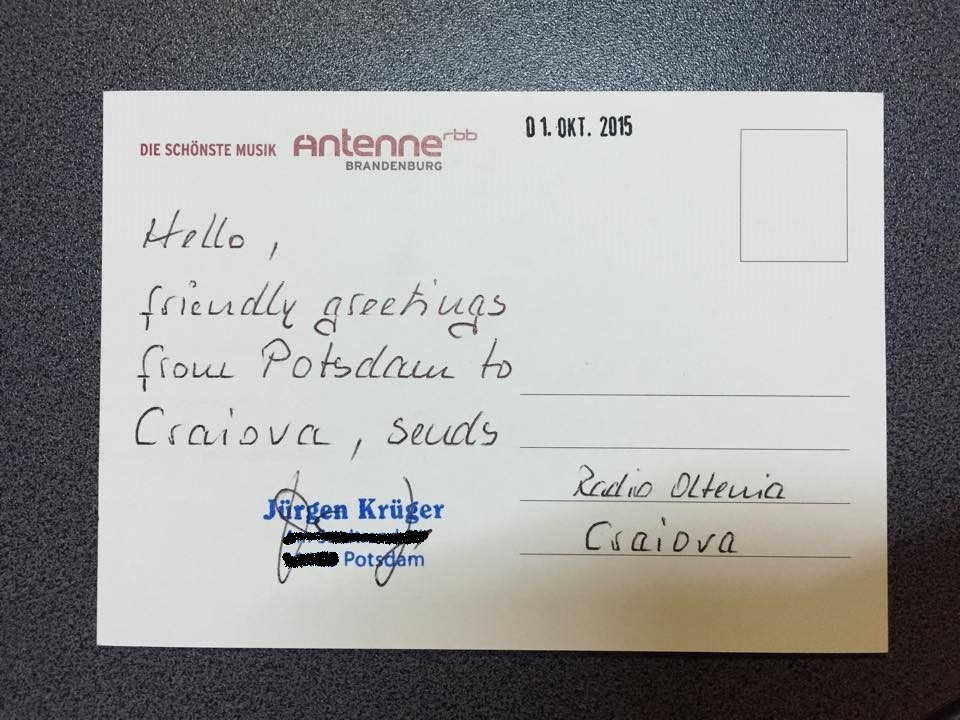 DIE SCHÖNSTE MUSIK Antenne rbb
BRANDENBURG
01. OKT. 2015
Hello,
friendly greetings
from Potsdam to
Craiova, sends
Jürgen Krüger
Potsdam
Radio Oltenia
Craiova